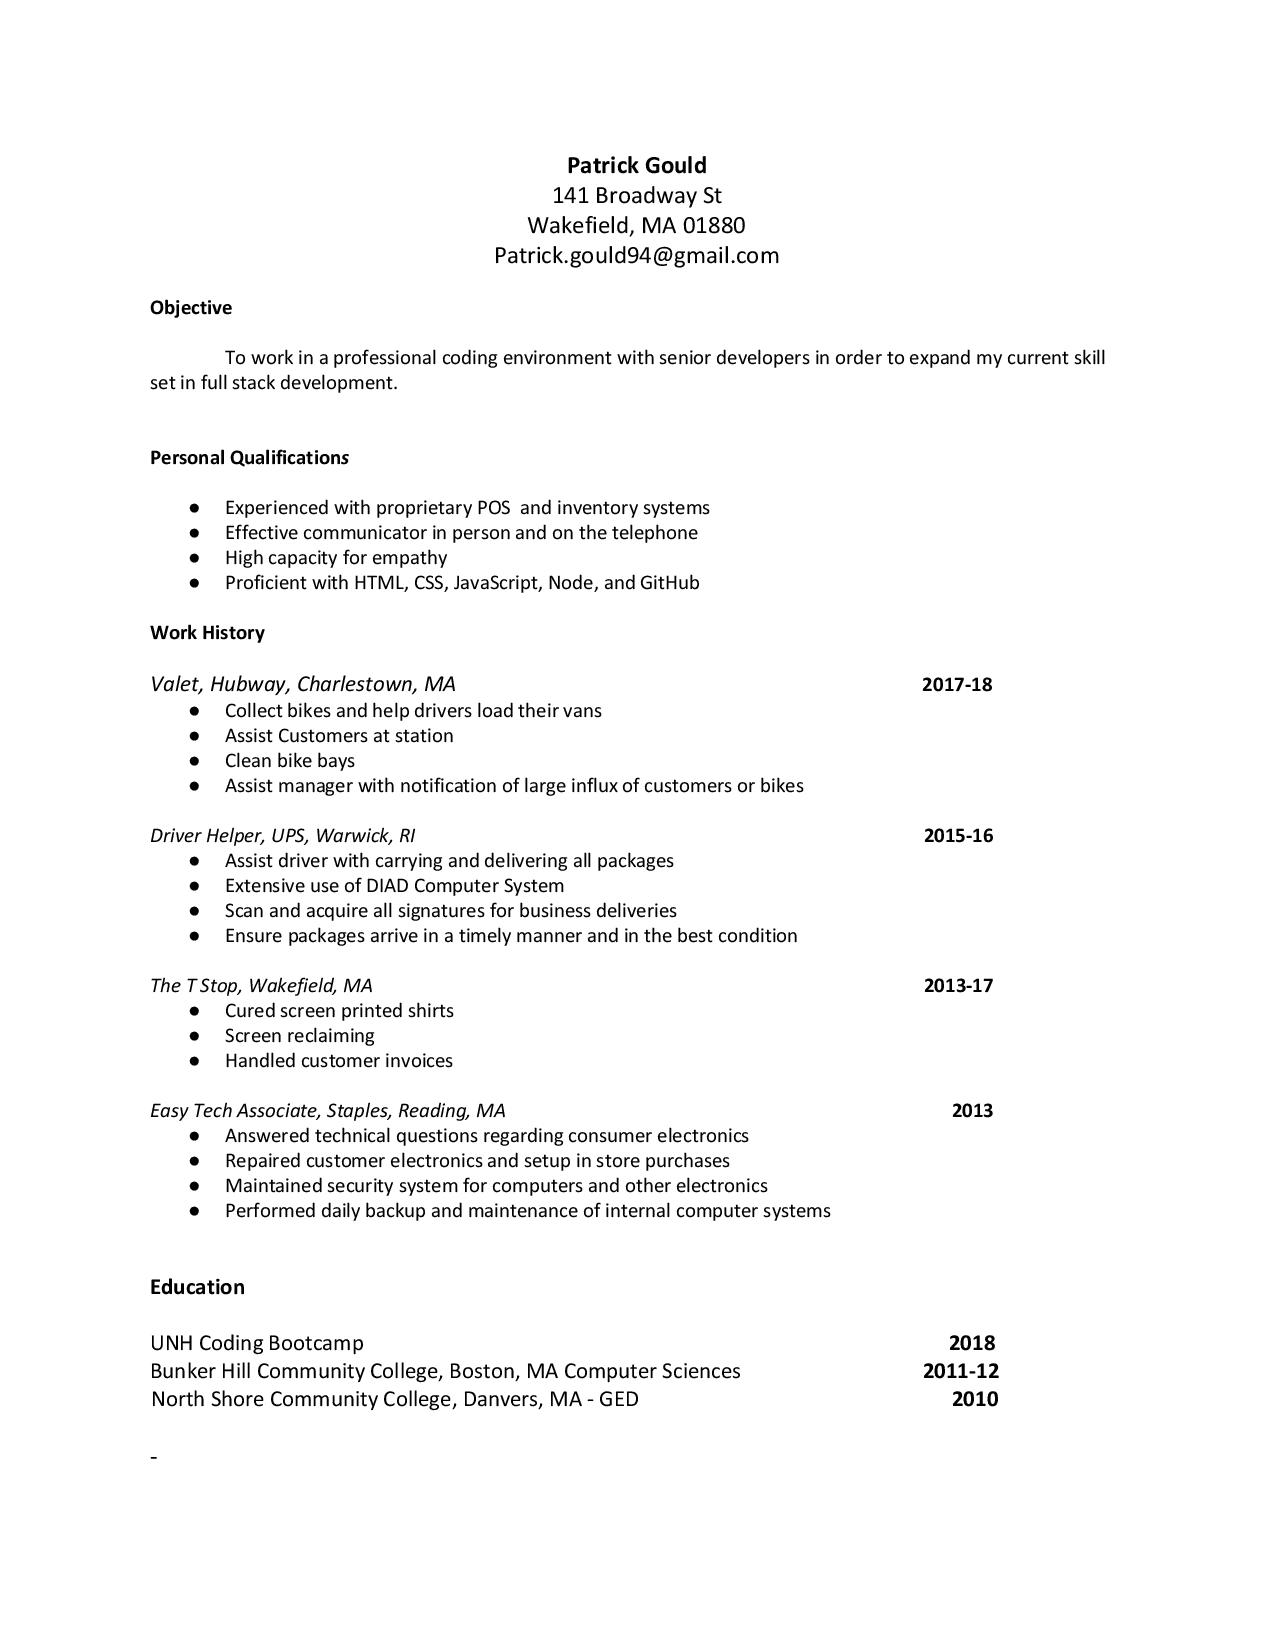 Patrick Gould
141 Broadway St
Wakefield, MA 01880
Patrick.gould94@gmail.com
Objective
To work in a professional coding environment with senior developers in order to expand my current skill
set in full stack development.
Personal Qualifications
● Experienced with proprietary POS  and inventory systems
● Effective communicator in person and on the telephone
● High capacity for empathy
● Proficient with HTML, CSS, JavaScript, Node, and GitHub
Work History
Valet, Hubway, Charlestown, MA 2017-18
● Collect bikes and help drivers load their vans
● Assist Customers at station
● Clean bike bays
● Assist manager with notification of large influx of customers or bikes
Driver Helper, UPS, Warwick, RI 2015-16
● Assist driver with carrying and delivering all packages
● Extensive use of DIAD Computer System
● Scan and acquire all signatures for business deliveries
● Ensure packages arrive in a timely manner and in the best condition
The T Stop, Wakefield, MA 2013-17
● Cured screen printed shirts
● Screen reclaiming
● Handled customer invoices
Easy Tech Associate, Staples, Reading, MA 2013
● Answered technical questions regarding consumer electronics
● Repaired customer electronics and setup in store purchases
● Maintained security system for computers and other electronics
● Performed daily backup and maintenance of internal computer systems
Education
UNH Coding Bootcamp 2018
Bunker Hill Community College, Boston, MA Computer Sciences 2011-12
North Shore Community College, Danvers, MA - GED 2010
-